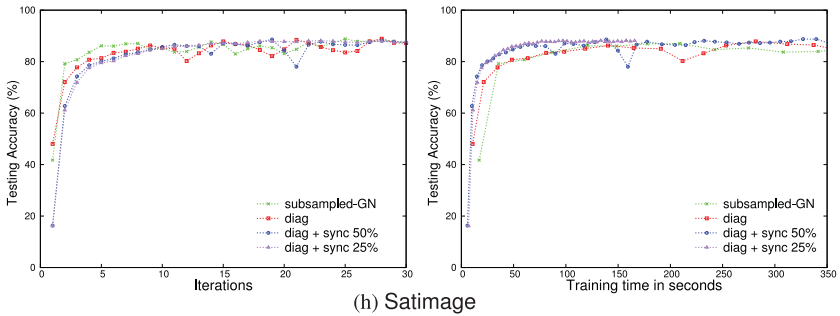 100
80
60
40
20
0
Testing Accuracy (%)
0 5 10 15 20 25 30
Iterations
subsampled-GN
diag
diag + sync 50%
diag + sync 25%
100
80
60
40
20
0
Testing Accuracy (%)
0 50 100 150 200 250 300 350
Training time in seconds
subsampled-GN
diag
diag + sync 50%
diag + sync 25%
(h) Satimage